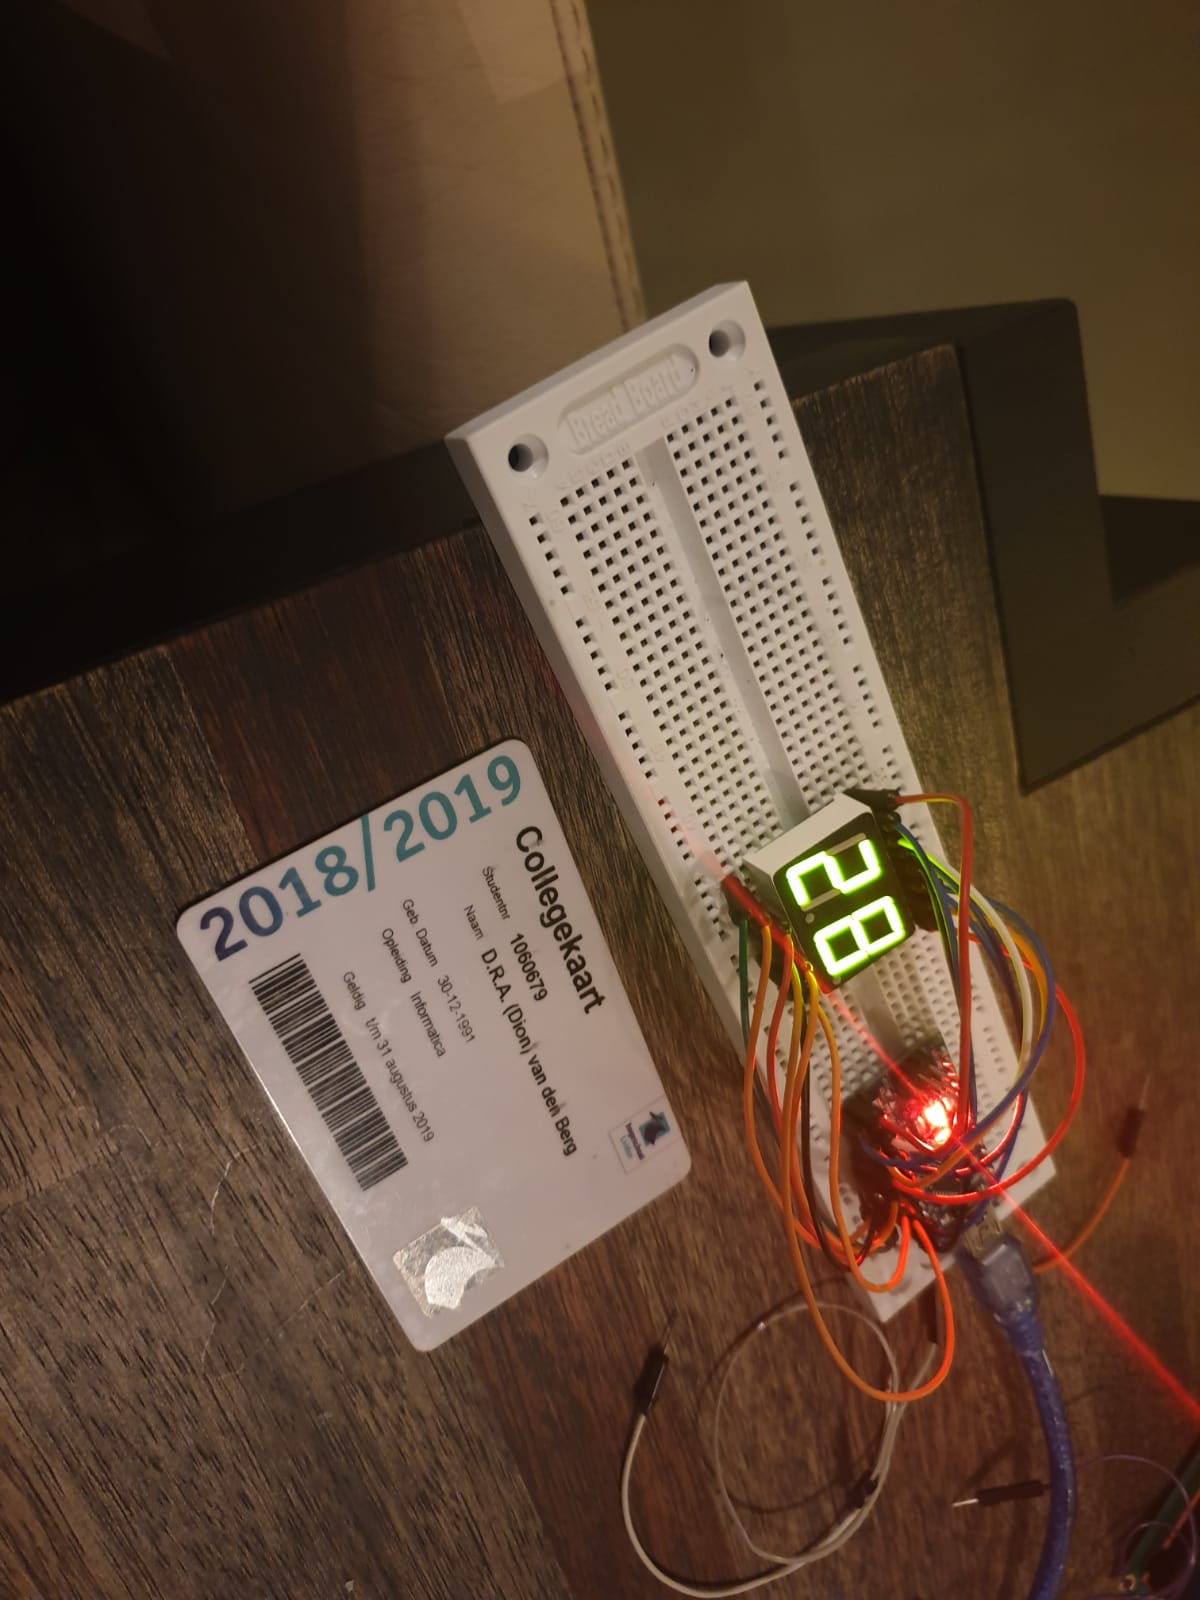 Bread Board
28
2018/2019
Collegekaart
Studentnr 1060679
Naam D.R.A. (Dion) van den Berg
Geb. Datum 30-12-1991
Opleiding Informatica
Geldig t/m 31 augustus 2019